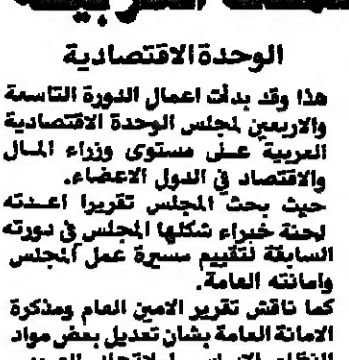 الوحدة الاقتصادية
هذا وقد بدأت اعمال الدورة التاسعة
والاربعين لمجلس الوحدة الاقتصادية
العربية على مستوى وزراء المال
والاقتصاد في الدول الاعضاء.
حيث بحث المجلس تقريرا اعدته
لجنة خبراء شكلها المجلس في دورته
السابقة لتقييم مسيرة عمل المجلس
وامانته العامة.
كما ناقش تقرير الامين العام ومذكرة
الامانة العامة بشان تعديل بعض مواد